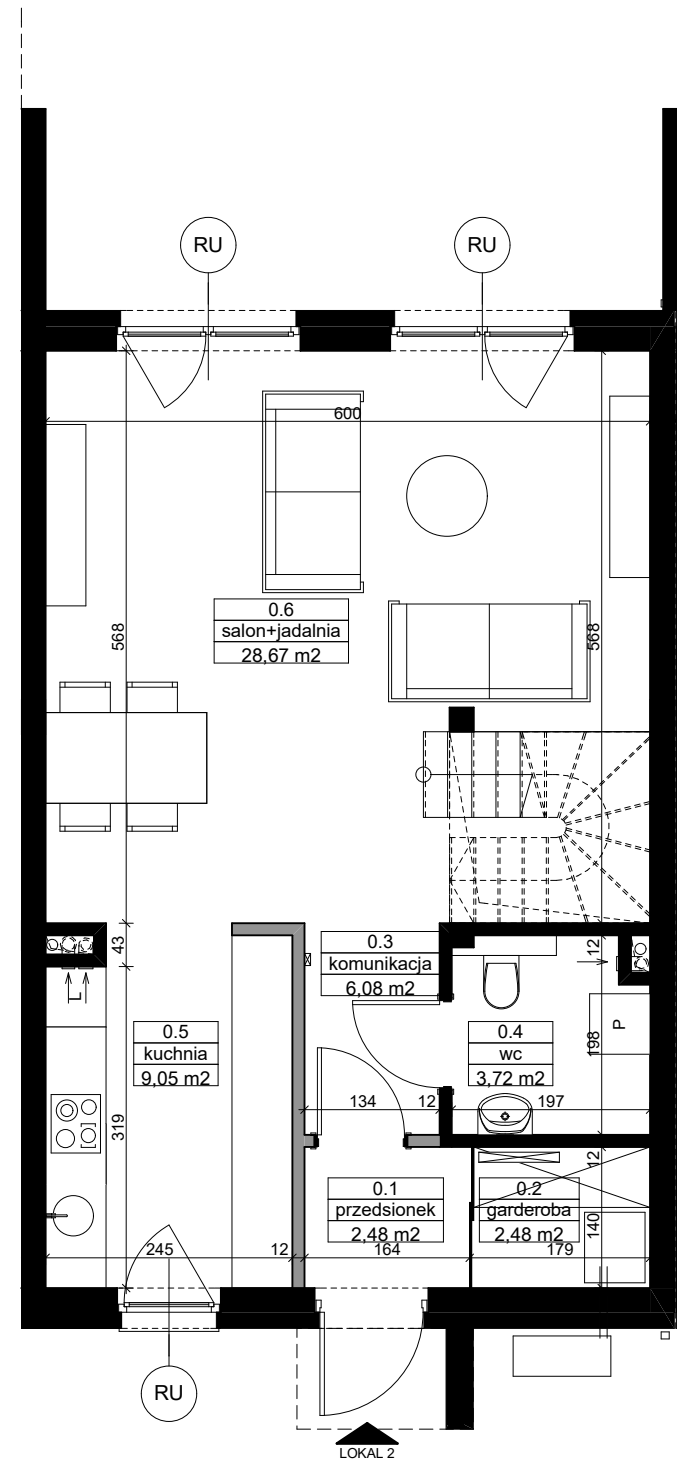 RU
RU
600
0.6
salon+jadalnia
28,67 m2
568
568
43
0.3
komunikacja
6,08 m2
12
L
0.5
kuchnia
9,05 m2
0.4
wc
3,72 m2
P
198
319
134
12
197
12
0.1
przedsionek
2,48 m2
0.2
garderoba
2,48 m2
140
245
12
164
179
RU
LOKAL 2